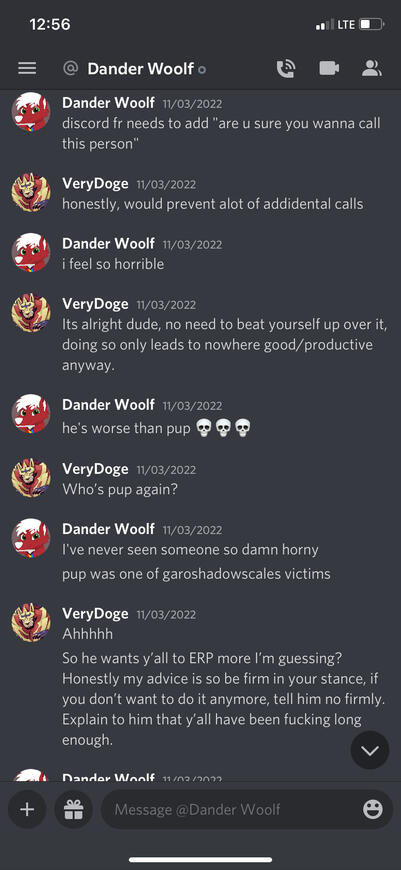 12:56
LTE
@ Dander Woolf
Dander Woolf 11/03/2022
discord fr needs to add "are u sure you wanna call
this person"
VeryDoge 11/03/2022
honestly, would prevent alot of addidental calls
Dander Woolf 11/03/2022
i feel so horrible
VeryDoge 11/03/2022
Its alright dude, no need to beat yourself up over it,
doing so only leads to nowhere good/productive
anyway.
Dander Woolf 11/03/2022
he's worse than pup 💀💀💀
VeryDoge 11/03/2022
Who's pup again?
Dander Woolf 11/03/2022
I've never seen someone so damn horny
pup was one of garoshadowscales victims
VeryDoge 11/03/2022
Ahhhhh
So he wants y'all to ERP more I'm guessing?
Honestly my advice is so be firm in your stance, if
you don't want to do it anymore, tell him no firmly.
Explain to him that y'all have been fucking long
enough.
Dander Woolf 11/03/2022
Message @Dander Woolf